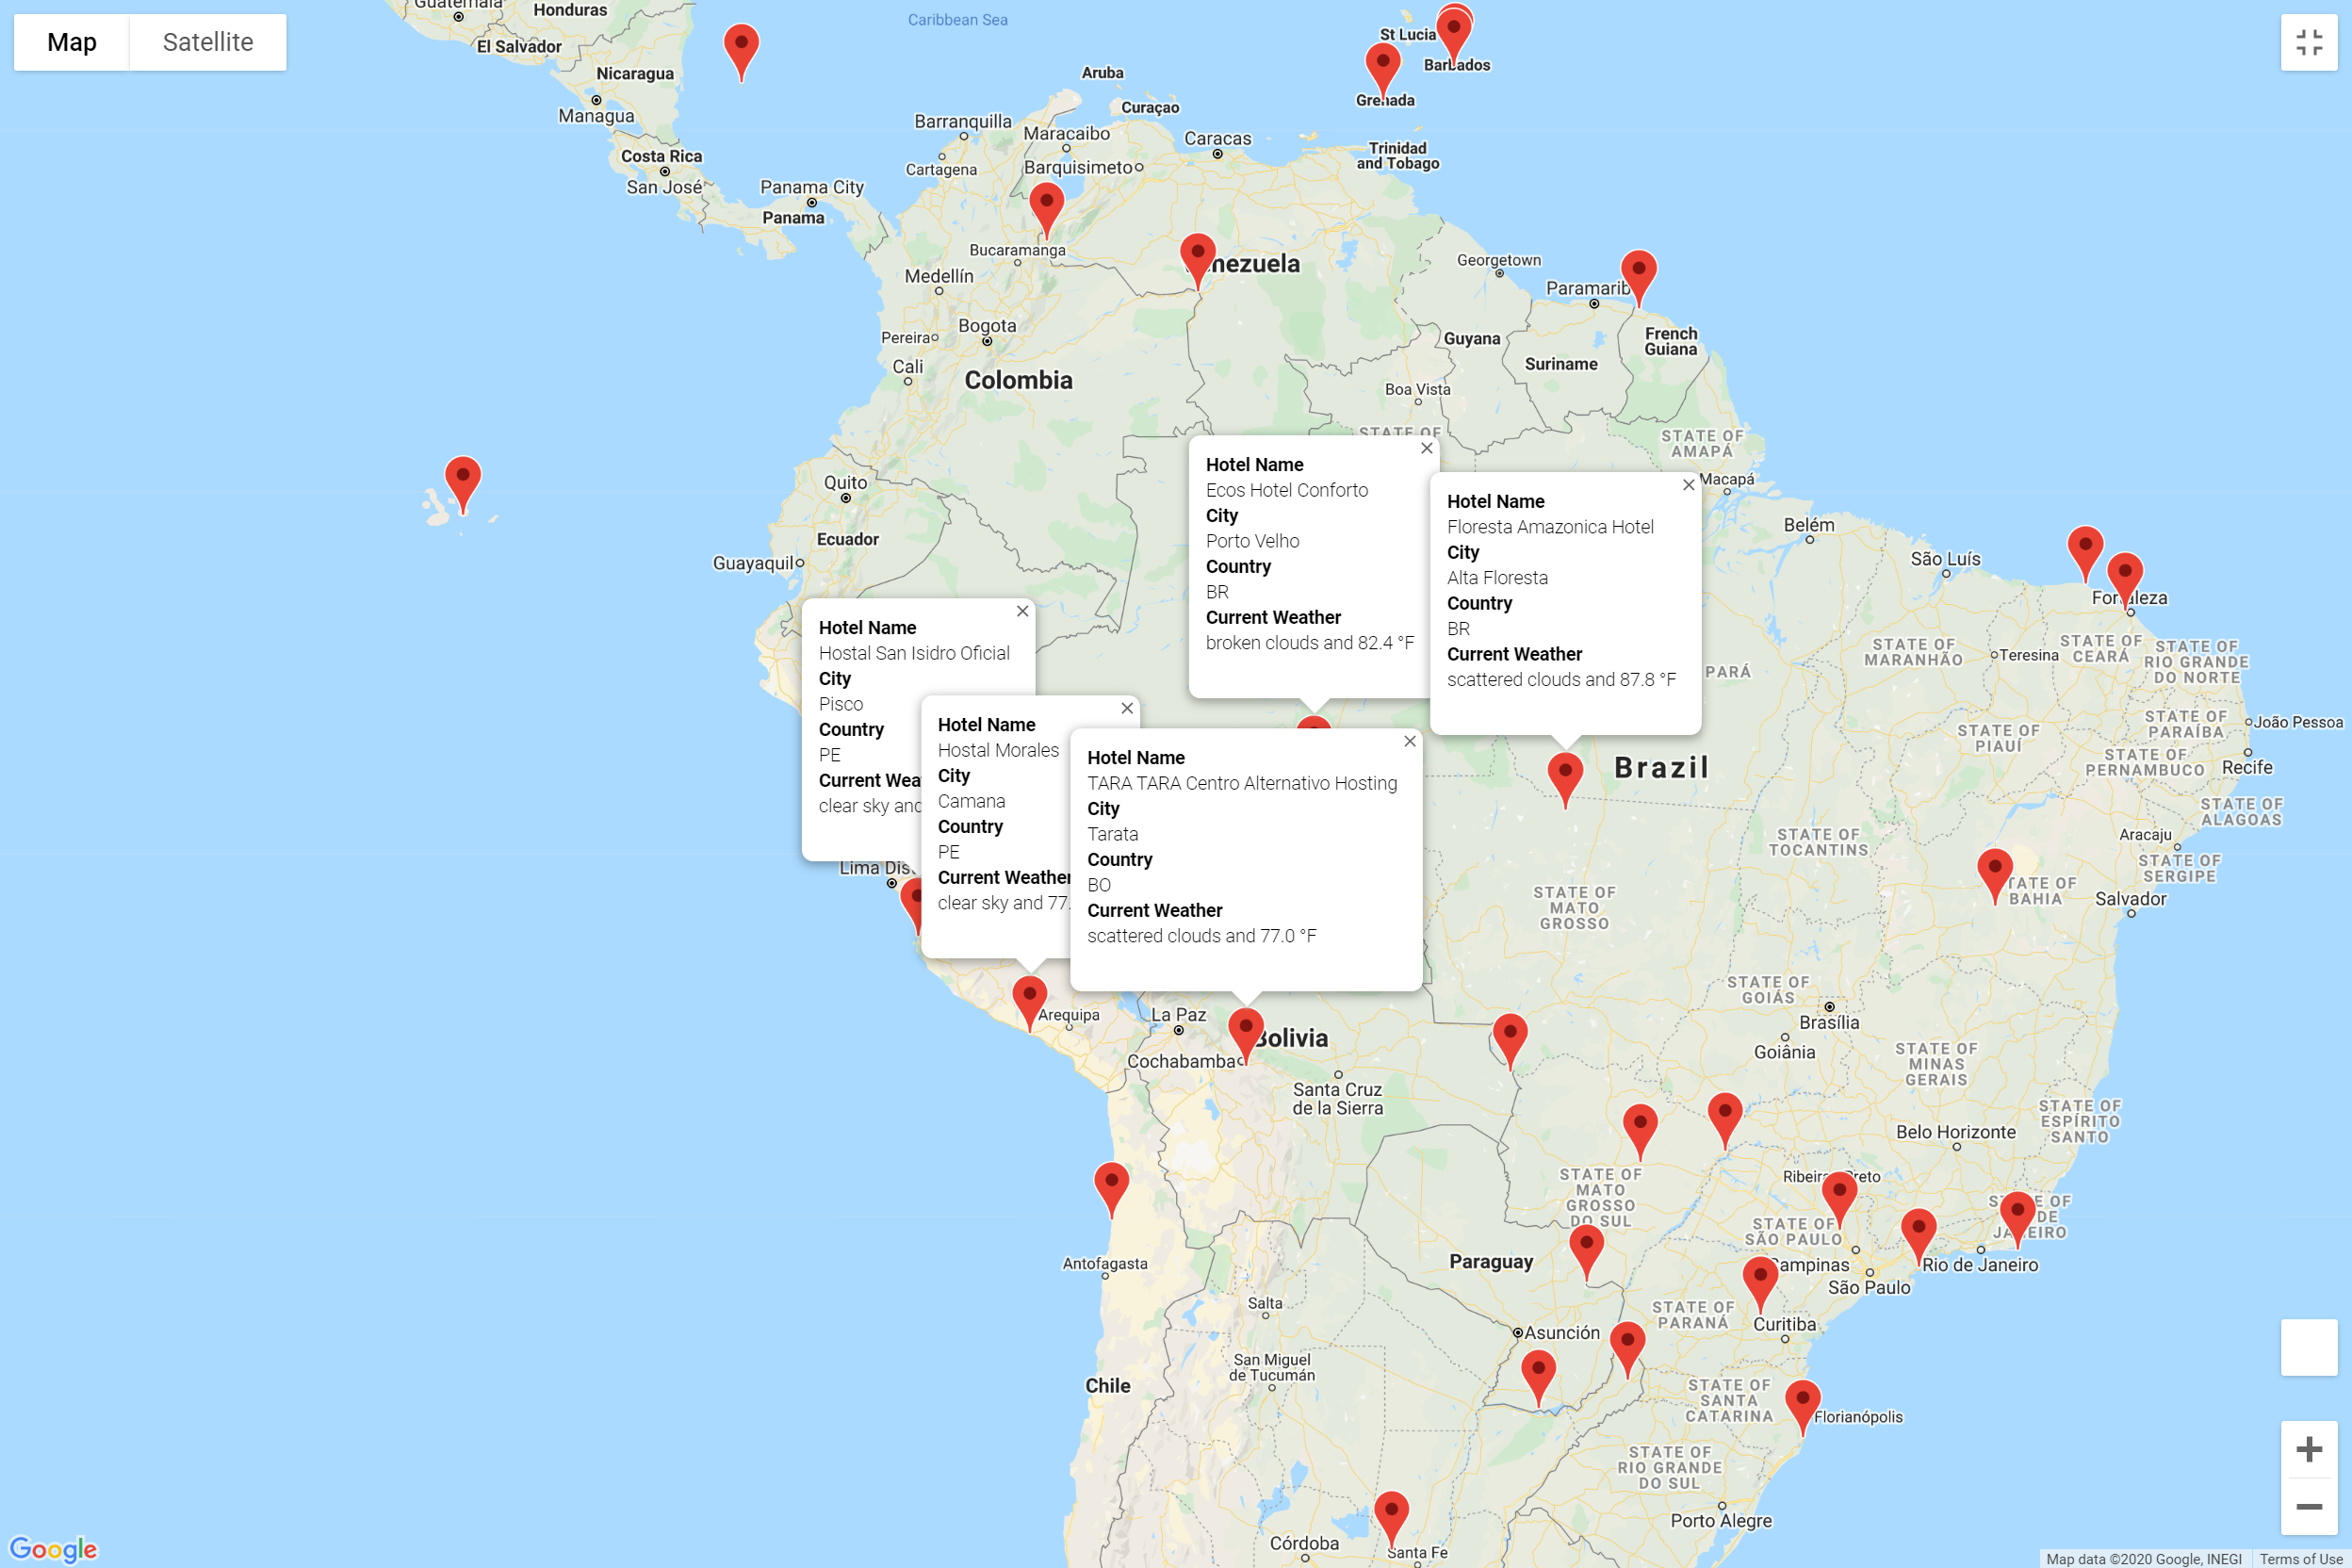 Map
Satellite
Guatemala
Honduras
Caribbean Sea
El Salvador
Nicaragua
Managua
Costa Rica
San José
Panama City
Panama
Aruba
Curaçao
St Lucia
Barbados
Grenada
Trinidad
and Tobago
Barranquilla
Maracaibo
Caracas
Cartagena
Barquisimeto
Bucaramanga
nezuela
Medellín
Georgetown
Paramarib
Bogota
Pereira
Guyana
French
Guiana
Suriname
Cali
Colombia
Boa Vista
STATE OF
STATE OF
AMAPÁ
Macapá
Quito
Ecuador
Guayaquil
Belém
São Luís
Fortaleza
Hotel Name
Ecos Hotel Conforto
City
Porto Velho
Country
BR
Current Weather
broken clouds and 82.4 °F
Hotel Name
Floresta Amazonica Hotel
City
Alta Floresta
Country
BR
Current Weather
scattered clouds and 87.8 °F
Hotel Name
Hostal San Isidro Oficial
City
Pisco
Country
PE
Current Wea
clear sky and
Hotel Name
Hostal Morales
City
Camana
Country
PE
Current Weather
clear sky and 77.
Hotel Name
TARA TARA Centro Alternativo Hosting
City
Tarata
Country
BO
Current Weather
scattered clouds and 77.0 °F
PARÁ
STATE OF
MARANHÃO
Teresina
STATE OF
CEARÁ
STATE OF
RIO GRANDE
DO NORTE
STATE OF
PARAÍBA
João Pessoa
STATE OF
PIAUÍ
STATE OF
PERNAMBUCO
Recife
Brazil
STATE OF
ALAGOAS
STATE OF
TOCANTINS
Aracaju
STATE OF
SERGIPE
Lima Dist
STATE OF
MATO
GROSSO
TATE OF
BAHIA
Salvador
STATE OF
GOIÁS
Brasília
Goiânia
Arequipa
La Paz
Bolivia
Cochabamba
Santa Cruz
de la Sierra
STATE OF
MINAS
GERAIS
STATE OF
ESPÍRITO
SANTO
Belo Horizonte
STATE OF
MATO
GROSSO
DO SUL
Ribeirão Preto
STATE OF
SÃO PAULO
STATE OF
RIO DE
JANEIRO
Antofagasta
Paraguay
Campinas
Rio de Janeiro
São Paulo
Salta
STATE OF
PARANÁ
Curitiba
Asunción
San Miguel
de Tucumán
Chile
STATE OF
SANTA
CATARINA
Florianópolis
STATE OF
RIO GRANDE
DO SUL
Porto Alegre
Córdoba
Santa Fe
Google
Map data ©2020 Google, INEGI
Terms of Use